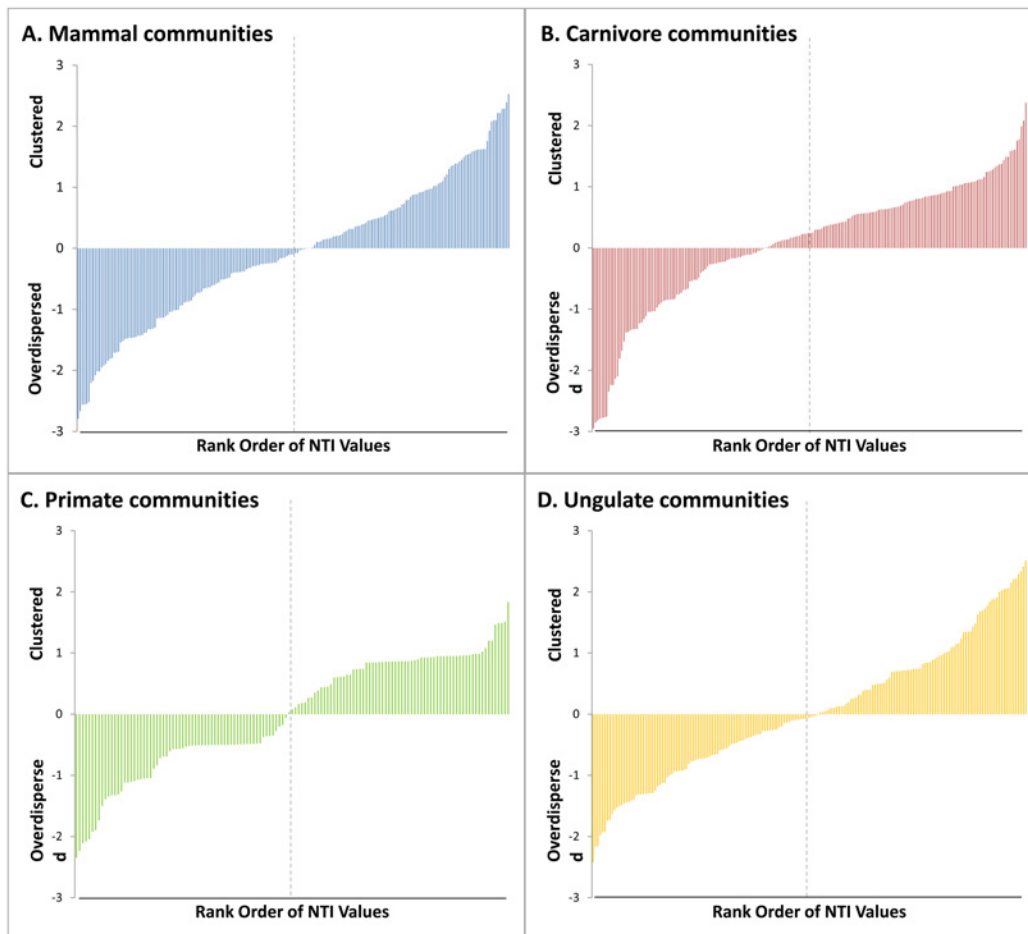 A. Mammal communities
3
2
1
0
-1
-2
-3
Clustered
Overdispersed
Rank Order of NTI Values
B. Carnivore communities
3
2
1
0
-1
-2
-3
Clustered
Overdisperse
d
Rank Order of NTI Values
C. Primate communities
3
2
1
0
-1
-2
-3
Clustered
Overdisperse
d
Rank Order of NTI Values
D. Ungulate communities
3
2
1
0
-1
-2
-3
Clustered
Overdisperse
d
Rank Order of NTI Values